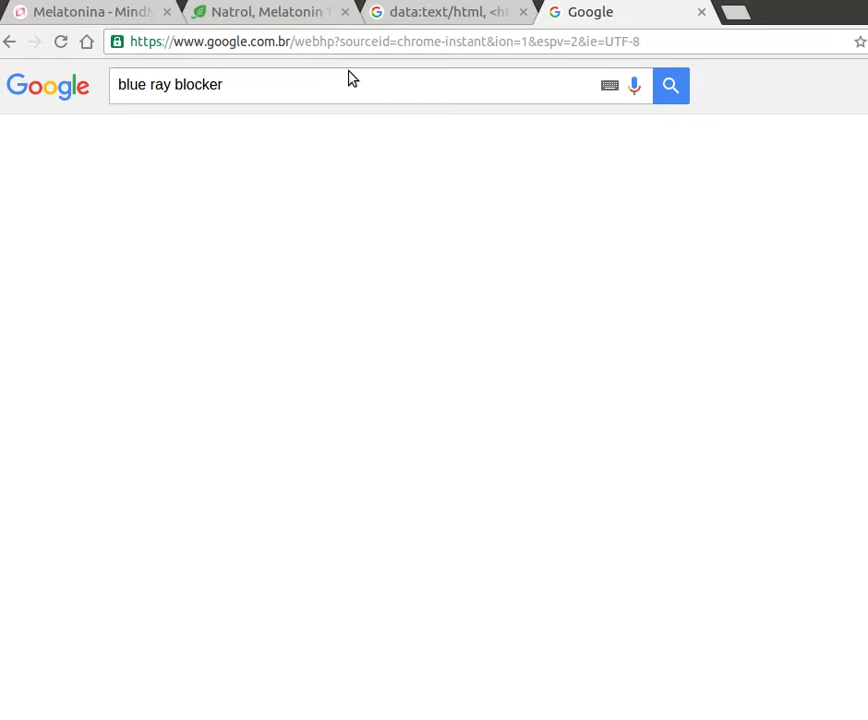 Melatonina - Mind
Natrol, Melatonin T
data:text/html, <ht
Google
https://www.google.com.br/webhp?sourceid=chrome-instant&ion=1&espv=2&ie=UTF-8
Google
blue ray blocker